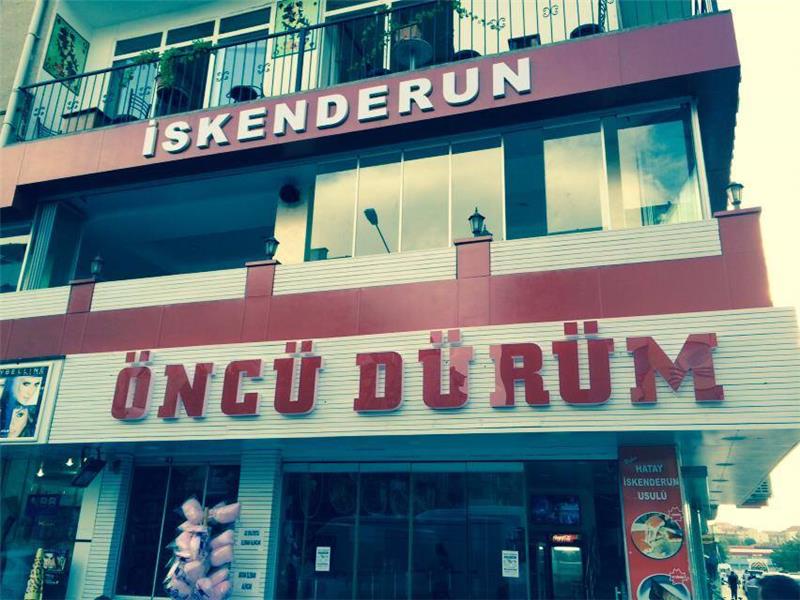 İSKENDERUN
ÖNCÜ DÜRÜM
HATAY
İSKENDERUN
USULÜ